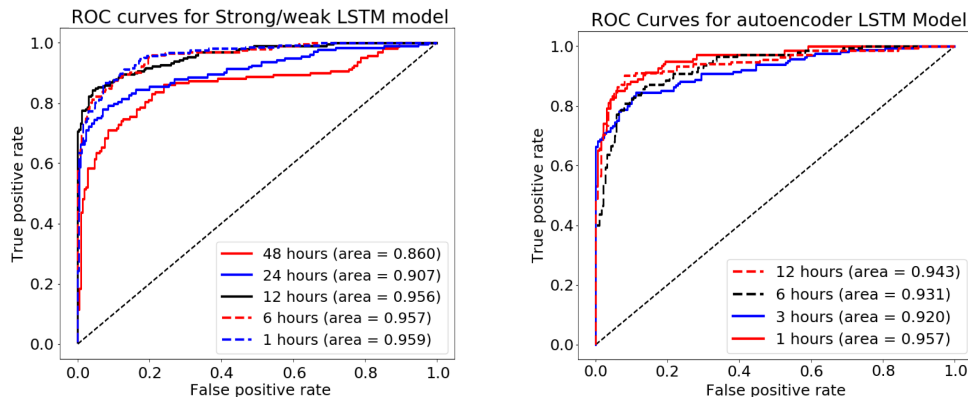 ROC curves for Strong/weak LSTM model
1.0
0.8
0.6
0.4
0.2
0.0
True positive rate
48 hours (area = 0.860)
24 hours (area = 0.907)
12 hours (area = 0.956)
6 hours (area = 0.957)
1 hours (area = 0.959)
0.0 0.2 0.4 0.6 0.8 1.0
False positive rate
ROC Curves for autoencoder LSTM Model
1.0
0.8
0.6
0.4
0.2
0.0
True positive rate
12 hours (area = 0.943)
6 hours (area = 0.931)
3 hours (area = 0.920)
1 hours (area = 0.957)
0.0 0.2 0.4 0.6 0.8 1.0
False positive rate